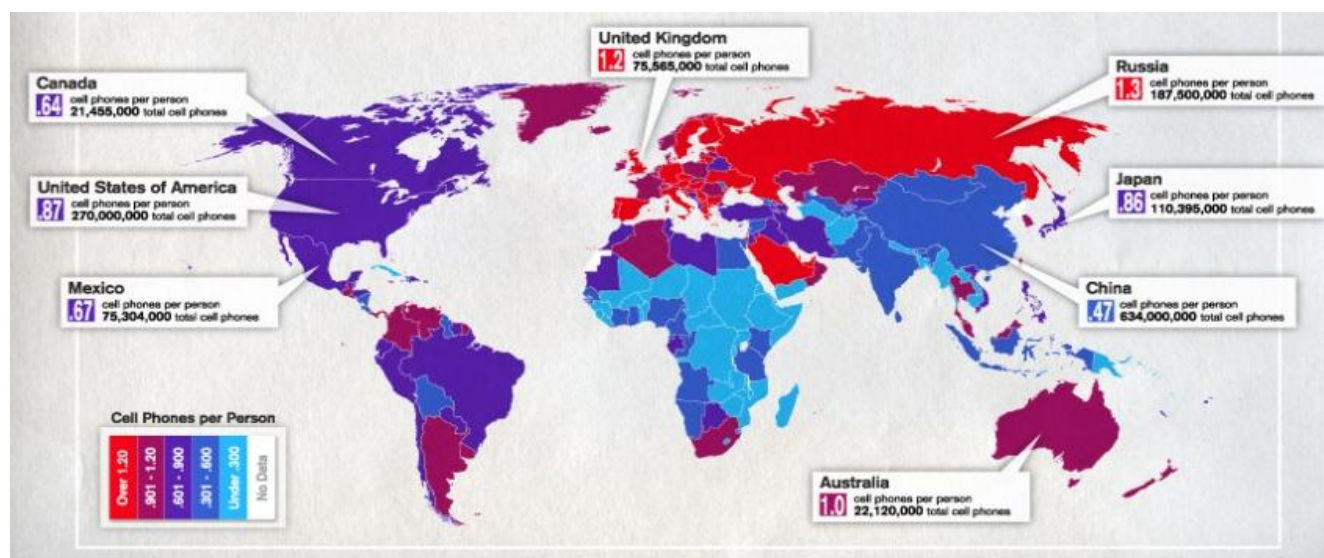 United Kingdom
1.2 cell phones per person
75,565,000 total cell phones
Canada
.64 cell phones per person
21,455,000 total cell phones
Russia
1.3 cell phones per person
187,500,000 total cell phones
United States of America
.87 cell phones per person
270,000,000 total cell phones
Japan
.86 cell phones per person
110,395,000 total cell phones
Mexico
.67 cell phones per person
75,304,000 total cell phones
China
.47 cell phones per person
634,000,000 total cell phones
Cell Phones per Person
Over 1.20
.901 - 1.20
.601 - .900
.301 - .600
Under .300
No Data
Australia
1.0 cell phones per person
22,120,000 total cell phones